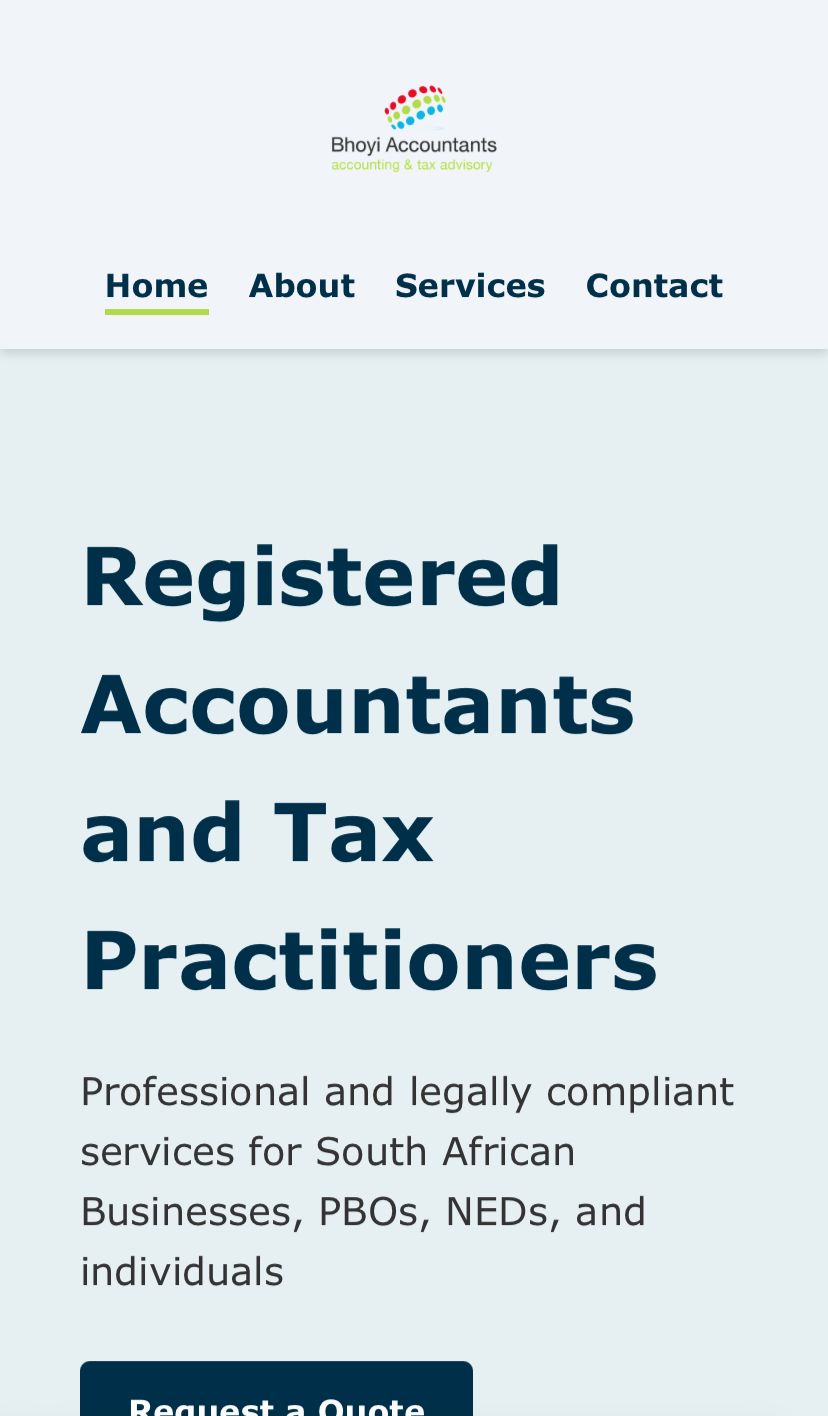 Bhoyi Accountants
accounting & tax advisory
Home About Services Contact
Registered
Accountants
and Tax
Practitioners
Professional and legally compliant
services for South African
Businesses, PBOs, NEDs, and
individuals
Request a Quote